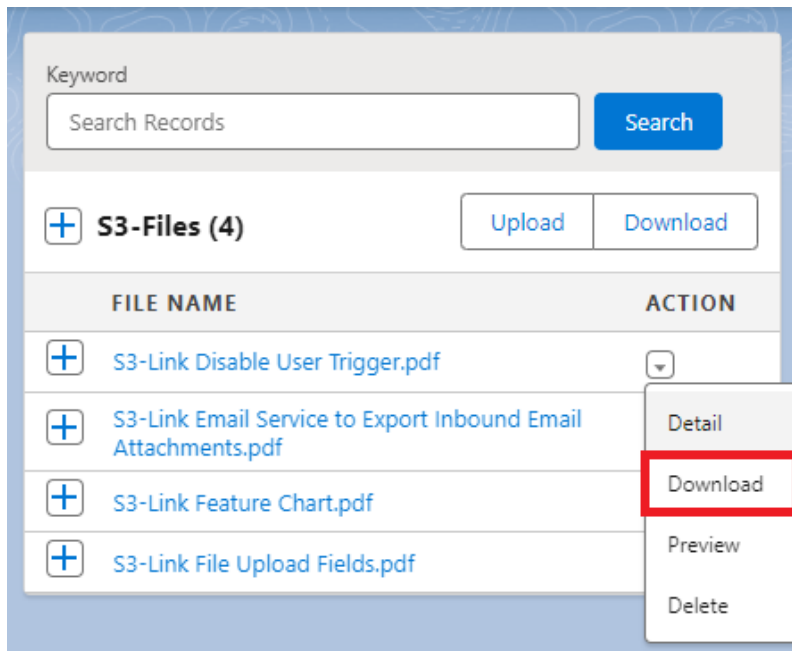 Keyword
Search Records
Search
S3-Files (4)
Upload
Download
FILE NAME
ACTION
S3-Link Disable User Trigger.pdf
S3-Link Email Service to Export Inbound Email
Attachments.pdf
S3-Link Feature Chart.pdf
S3-Link File Upload Fields.pdf
Detail
Download
Preview
Delete